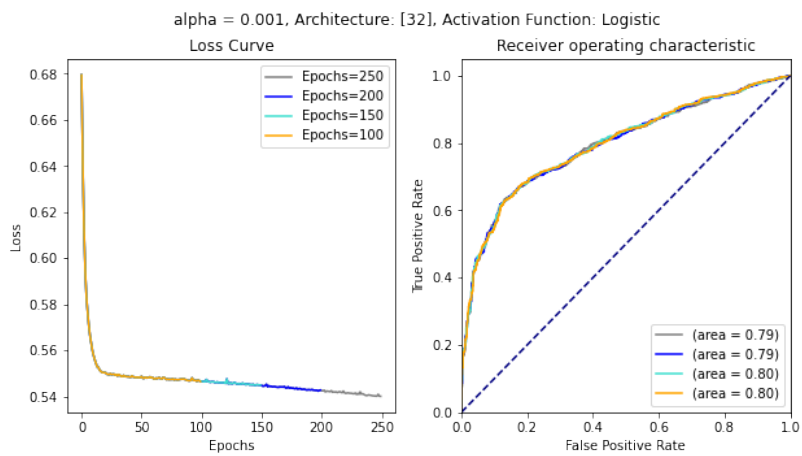 alpha = 0.001, Architecture: [32], Activation Function: Logistic
Loss Curve
0.68
0.66
0.64
0.62
0.60
0.58
0.56
0.54
Loss
0
50
100
150
200
250
Epochs
Epochs=250
Epochs=200
Epochs=150
Epochs=100
Receiver operating characteristic
1.0
0.8
0.6
0.4
0.2
0.0
True Positive Rate
0.0
0.2
0.4
0.6
0.8
1.0
False Positive Rate
(area = 0.79)
(area = 0.79)
(area = 0.80)
(area = 0.80)